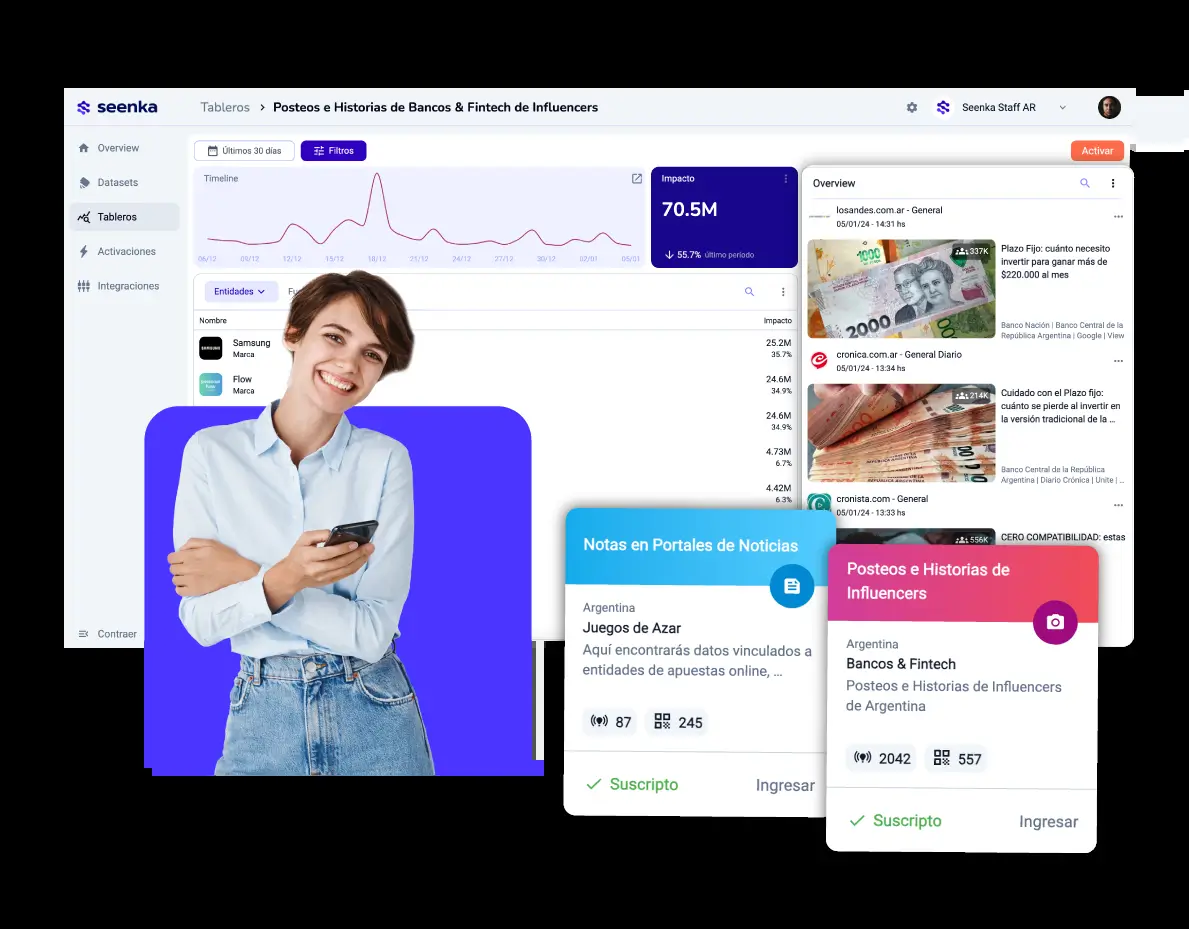 seenka
Tableros > Posteos e Historias de Bancos & Fintech de Influencers
Seenka Staff AR
Overview
Datasets
Tableros
Activaciones
Integraciones
Contraer
Últimos 30 días
Filtros
Activar
Timeline
06/12 09/12 12/12 15/12 18/12 21/12 24/12 27/12 30/12 02/01 05/01
Impacto
70.5M
55.7% último periodo
Entidades
Nombre
Impacto
SAMSUNG
Samsung
Marca
25.2M
35.7%
Flow
Marca
24.6M
34.9%
24.6M
34.9%
4.73M
6.7%
4.42M
6.3%
Overview
losandes.com.ar - General
05/01/24 - 14:31 hs
337K
1000
2000
Plazo Fijo: cuánto necesito
invertir para ganar más de
$220.000 al mes
Banco Nación | Banco Central de la
República Argentina | Google | View
cronica.com.ar - General Diario
05/01/24 - 13:34 hs
214K
Cuidado con el Plazo fijo:
cuánto se pierde al invertir en
la versión tradicional de la ...
Banco Central de la República
Argentina | Diario Crónica | Unite | ...
cronista.com - General
05/01/24 - 13:33 hs
556K
CERO COMPATIBILIDAD: estas
Notas en Portales de Noticias
Argentina
Juegos de Azar
Aquí encontrarás datos vinculados a
entidades de apuestas online, ...
87
245
Suscripto
Ingresar
Posteos e Historias de
Influencers
Argentina
Bancos & Fintech
Posteos e Historias de Influencers
de Argentina
2042
557
Suscripto
Ingresar